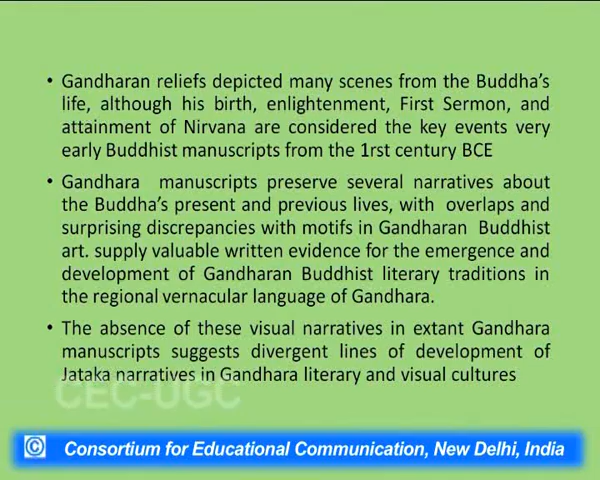 • Gandharan reliefs depicted many scenes from the Buddha's
life, although his birth, enlightenment, First Sermon, and
attainment of Nirvana are considered the key events very
early Buddhist manuscripts from the 1rst century BCE
• Gandhara manuscripts preserve several narratives about
the Buddha's present and previous lives, with overlaps and
surprising discrepancies with motifs in Gandharan Buddhist
art. supply valuable written evidence for the emergence and
development of Gandharan Buddhist literary traditions in
the regional vernacular language of Gandhara.
• The absence of these visual narratives in extant Gandhara
manuscripts suggests divergent lines of development of
Jataka narratives in Gandhara literary and visual cultures
CEC-UGC
© Consortium for Educational Communication, New Delhi, India